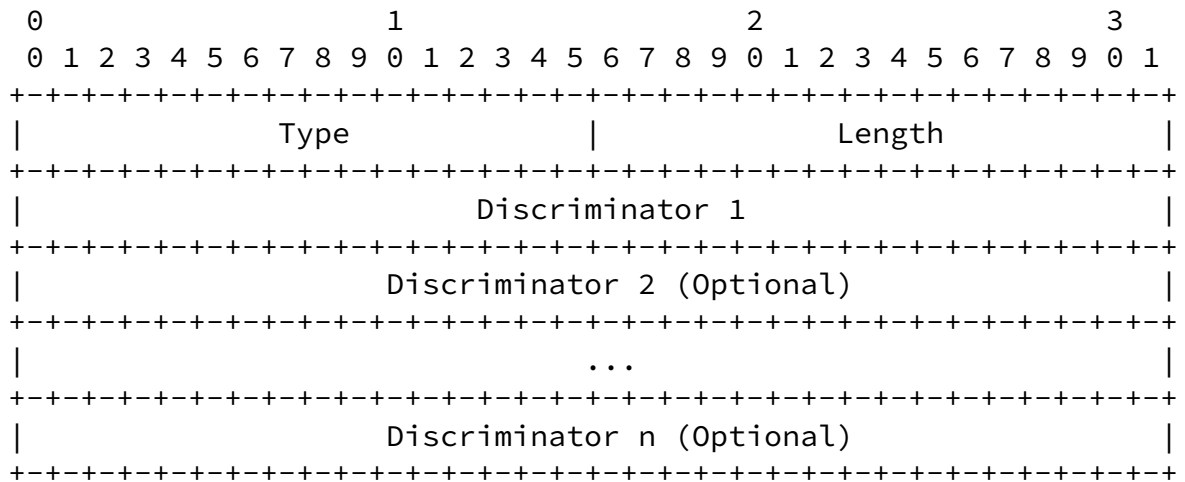 0                   1                   2                   3
 0 1 2 3 4 5 6 7 8 9 0 1 2 3 4 5 6 7 8 9 0 1 2 3 4 5 6 7 8 9 0 1
+-+-+-+-+-+-+-+-+-+-+-+-+-+-+-+-+-+-+-+-+-+-+-+-+-+-+-+-+-+-+-+-+
|              Type             |             Length            |
+-+-+-+-+-+-+-+-+-+-+-+-+-+-+-+-+-+-+-+-+-+-+-+-+-+-+-+-+-+-+-+-+
|                         Discriminator 1                       |
+-+-+-+-+-+-+-+-+-+-+-+-+-+-+-+-+-+-+-+-+-+-+-+-+-+-+-+-+-+-+-+-+
|                    Discriminator 2 (Optional)                 |
+-+-+-+-+-+-+-+-+-+-+-+-+-+-+-+-+-+-+-+-+-+-+-+-+-+-+-+-+-+-+-+-+
|                               ...                             |
+-+-+-+-+-+-+-+-+-+-+-+-+-+-+-+-+-+-+-+-+-+-+-+-+-+-+-+-+-+-+-+-+
|                    Discriminator n (Optional)                 |
+-+-+-+-+-+-+-+-+-+-+-+-+-+-+-+-+-+-+-+-+-+-+-+-+-+-+-+-+-+-+-+-+